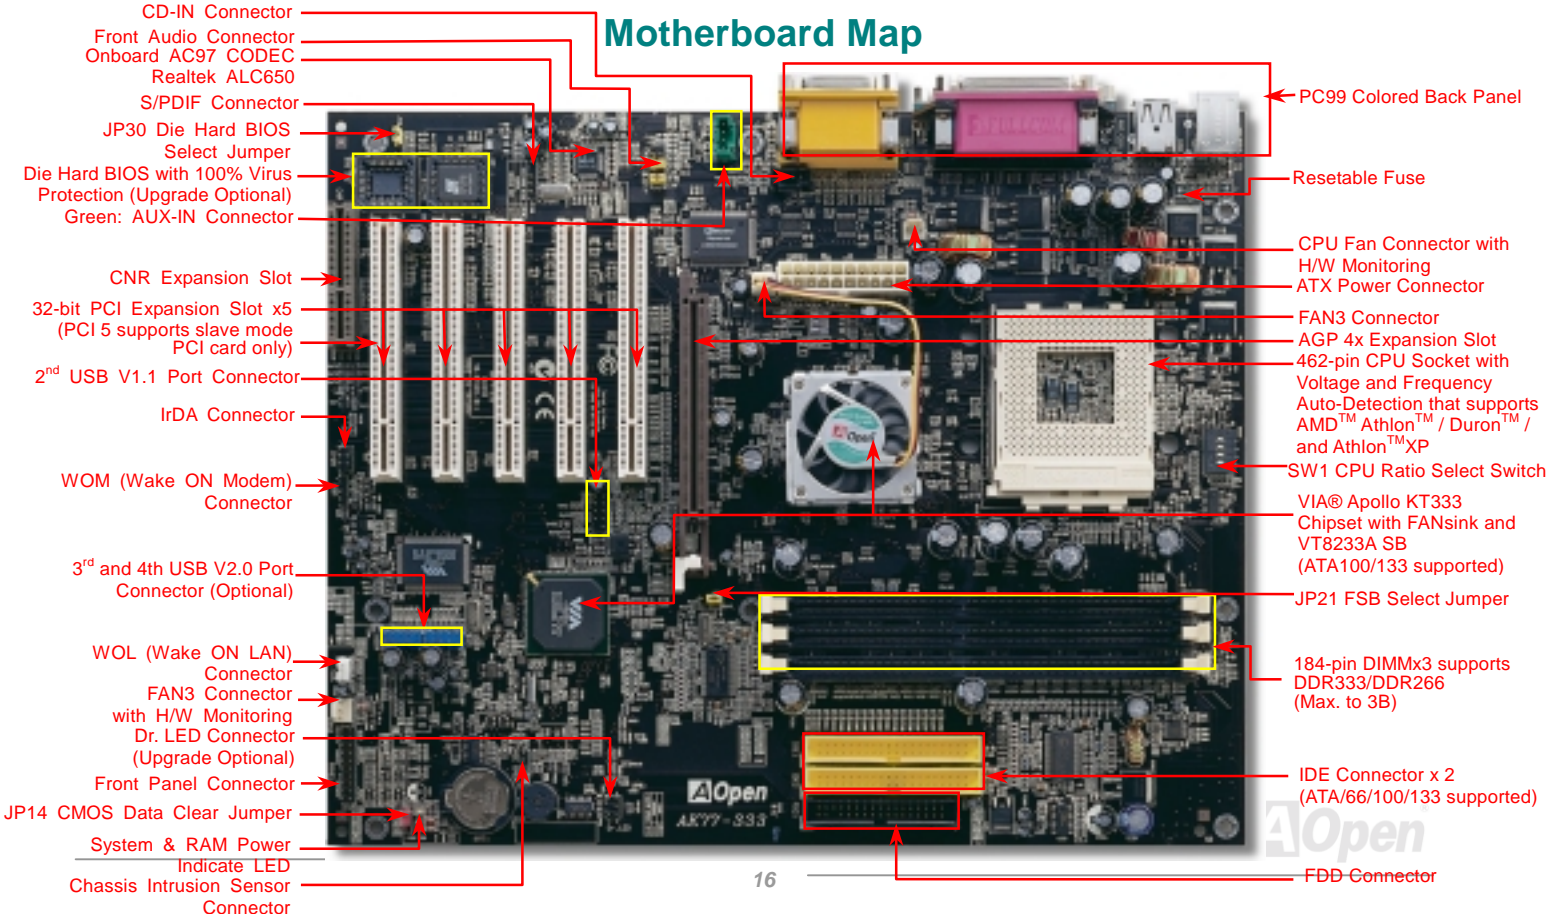 Motherboard Map
CD-IN Connector
Front Audio Connector
Onboard AC97 CODEC
Realtek ALC650
S/PDIF Connector
JP30 Die Hard BIOS
Select Jumper
Die Hard BIOS with 100% Virus
Protection (Upgrade Optional)
Green: AUX-IN Connector
CNR Expansion Slot
32-bit PCI Expansion Slot x5
(PCI 5 supports slave mode
PCI card only)
2nd USB V1.1 Port Connector
IrDA Connector
WOM (Wake ON Modem)
Connector
3rd and 4th USB V2.0 Port
Connector (Optional)
WOL (Wake ON LAN)
Connector
FAN3 Connector
with H/W Monitoring
Dr. LED Connector
(Upgrade Optional)
Front Panel Connector
JP14 CMOS Data Clear Jumper
System & RAM Power
Indicate LED
Chassis Intrusion Sensor
Connector
PC99 Colored Back Panel
Resetable Fuse
CPU Fan Connector with
H/W Monitoring
ATX Power Connector
FAN3 Connector
AGP 4x Expansion Slot
462-pin CPU Socket with
Voltage and Frequency
Auto-Detection that supports
AMD™ Athlon™ / Duron™ /
and Athlon™XP
SW1 CPU Ratio Select Switch
VIA® Apollo KT333
Chipset with FANsink and
VT8233A SB
(ATA100/133 supported)
JP21 FSB Select Jumper
184-pin DIMMx3 supports
DDR333/DDR266
(Max. to 3B)
IDE Connector x 2
(ATA/66/100/133 supported)
FDD Connector
AOpen
VIA
AOpen
AK77-333
AOpen
16